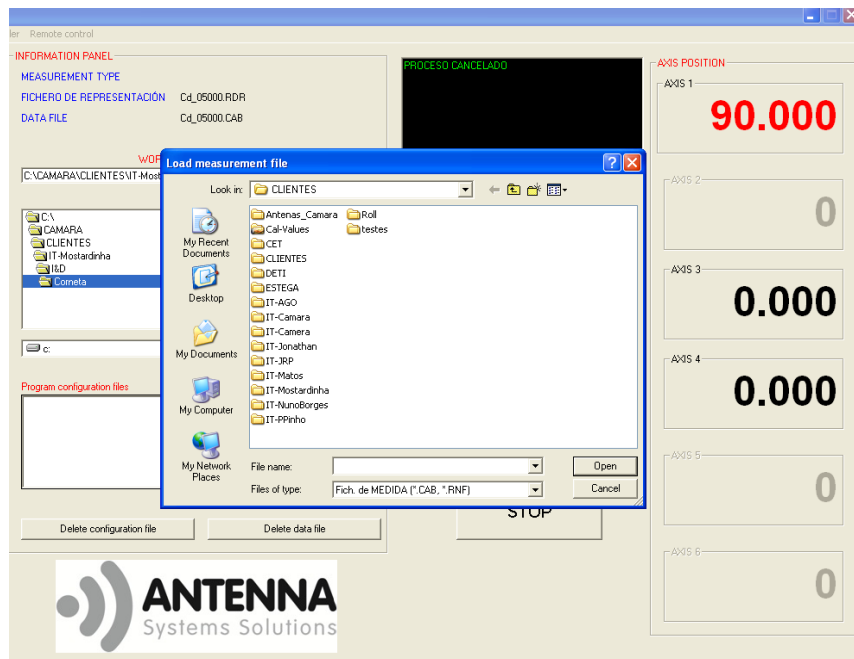 ler Remote control
INFORMATION PANEL
MEASUREMENT TYPE
FICHERO DE REPRESENTACIÓN Cd_05000.RDR
DATA FILE Cd_05000.CAB
PROCESO CANCELADO
AXIS POSITION
AXIS 1
90.000
AXIS 2
0
AXIS 3
0.000
AXIS 4
0.000
AXIS 5
0
AXIS 6
0
WOR
C:\CAMARA\CLIENTES\IT-Most
C:\
CAMARA
CLIENTES
IT-Mostardinha
I&D
Corneta
c:
Program configuration files
Delete configuration file
Delete data file
STOP
Load measurement file
Look in: CLIENTES
My Recent Documents
Desktop
My Documents
My Computer
My Network Places
Antenas_Camara
Cal-Values
CET
CLIENTES
DETI
ESTEGA
IT-AGO
IT-Camara
IT-Camera
IT-Jonathan
IT-JRP
IT-Matos
IT-Mostardinha
IT-NunoBorges
IT-PPinho
Roll
testes
File name:
Open
Files of type: Fich. de MEDIDA (*.CAB, *.RNF)
Cancel
ANTENNA
Systems Solutions